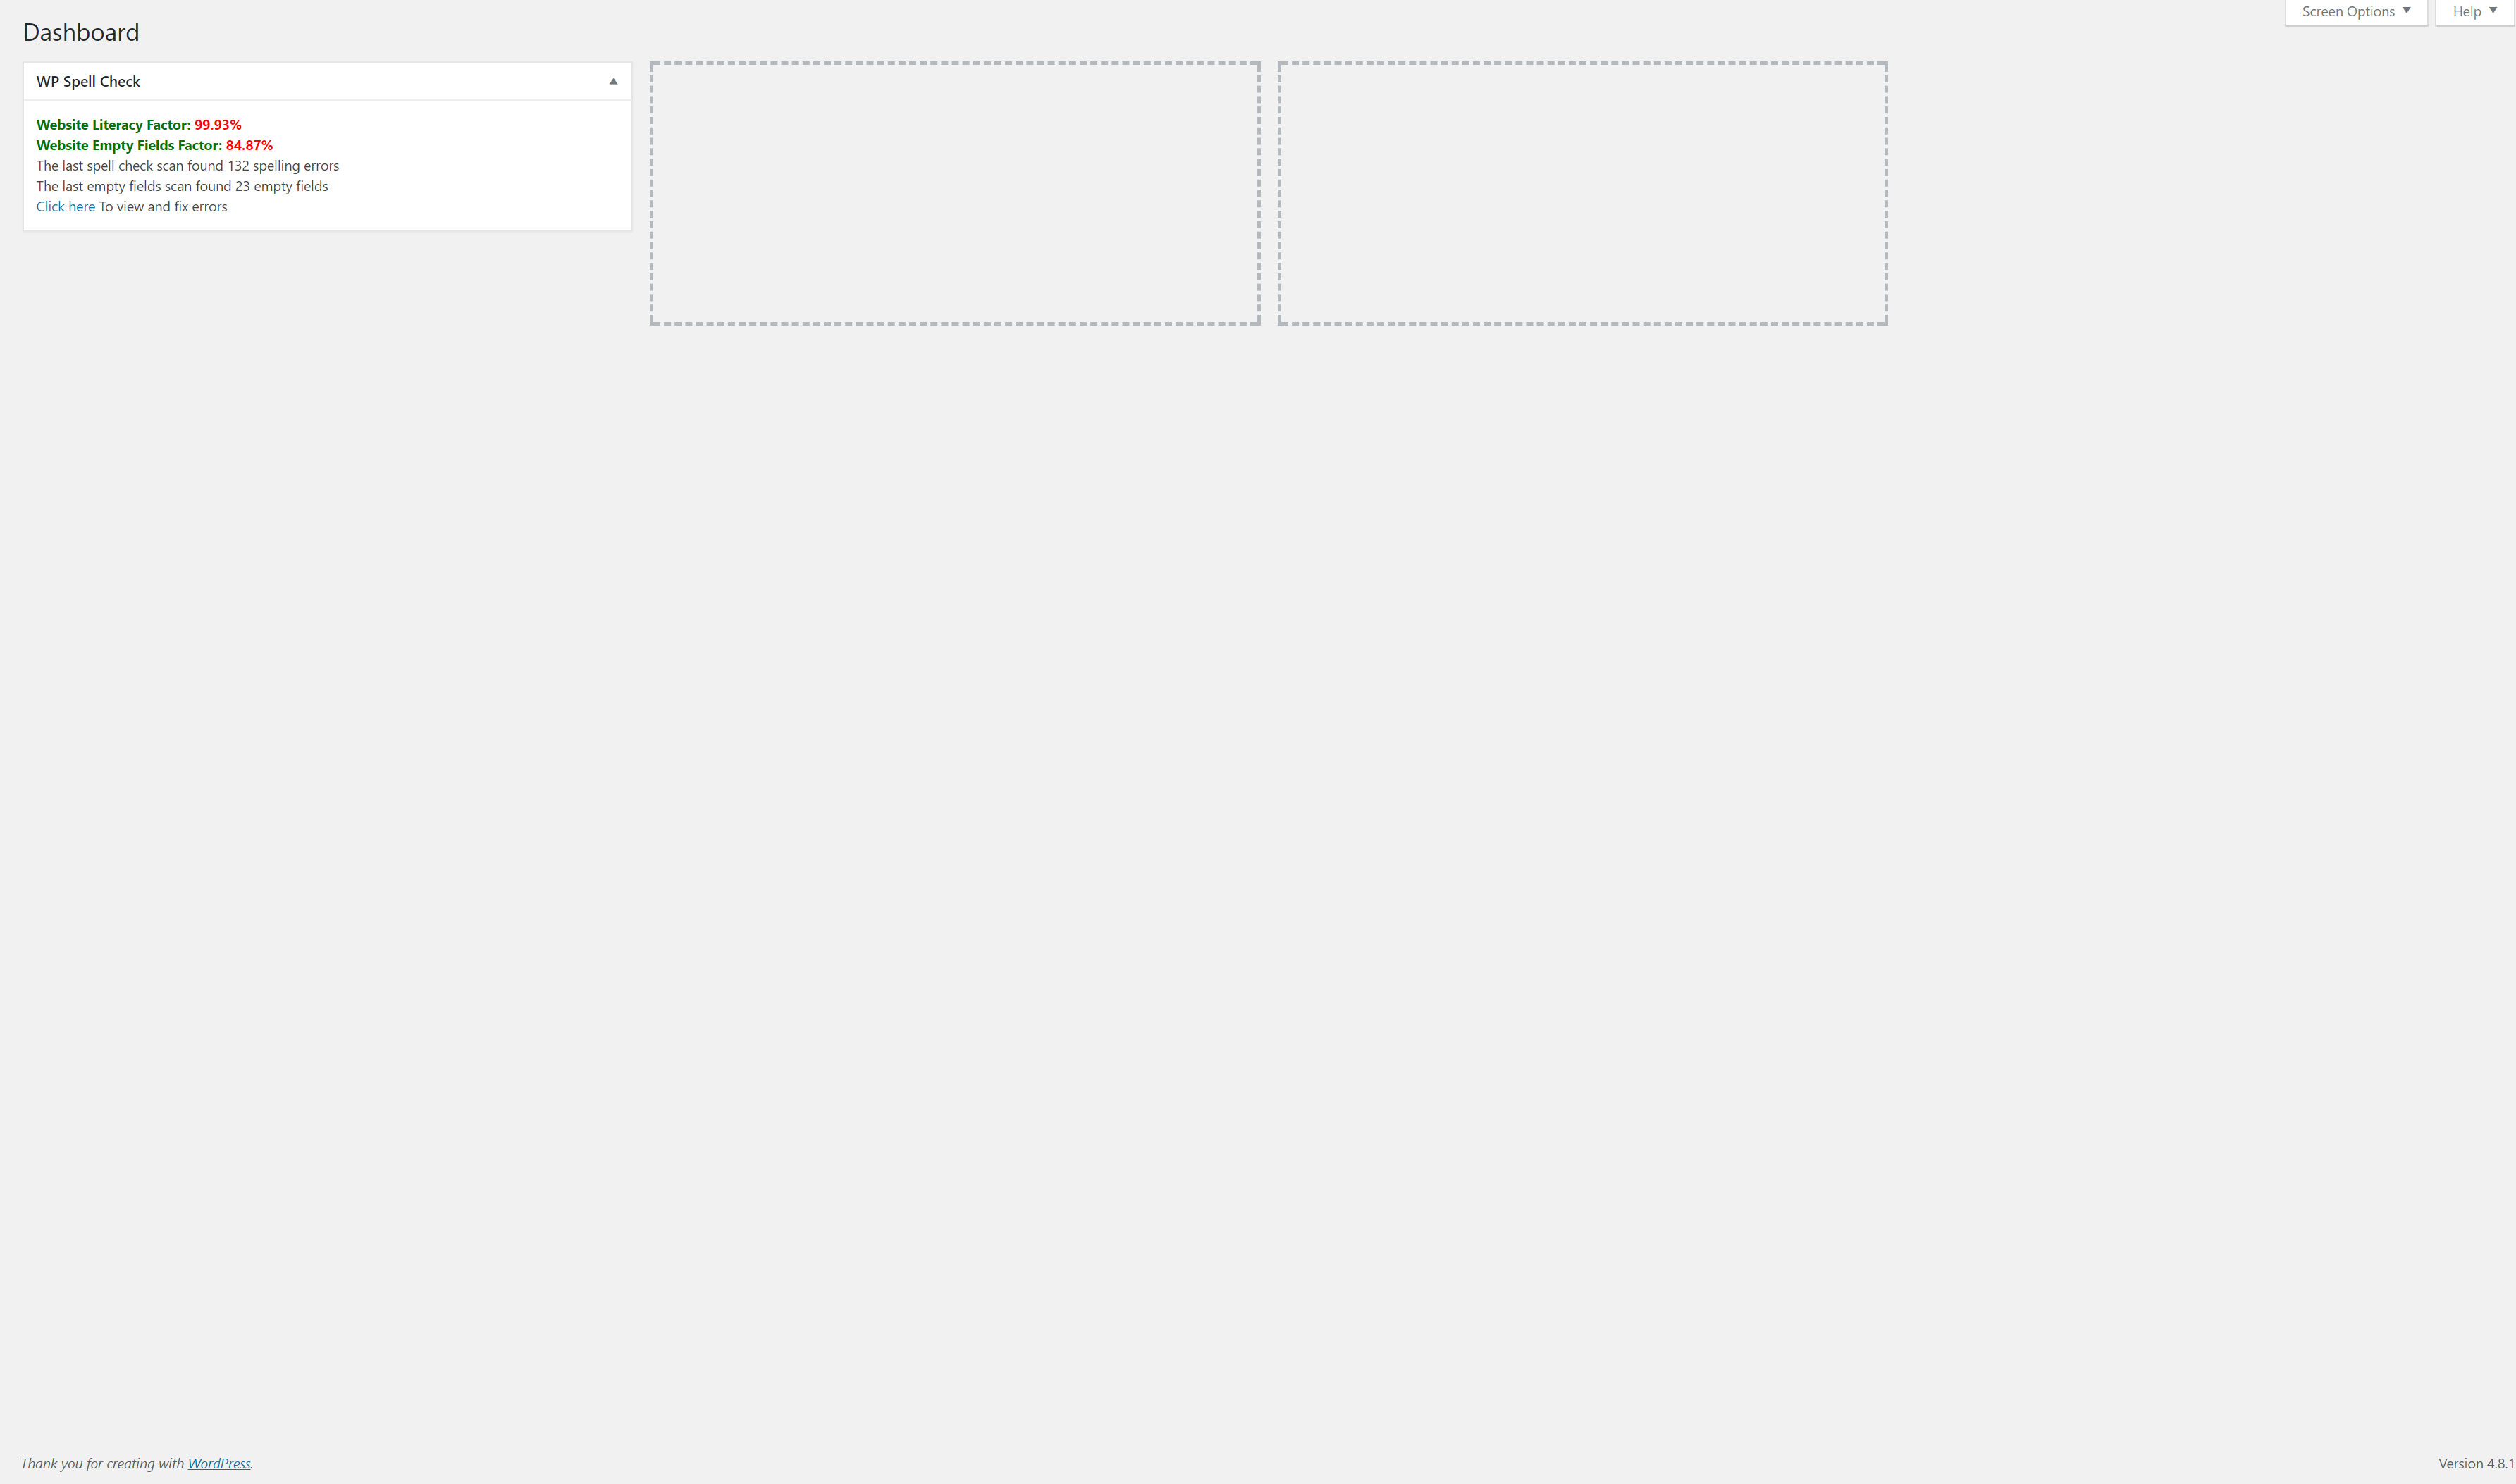 Screen Options
Help
Dashboard
WP Spell Check
Website Literacy Factor: 99.93%
Website Empty Fields Factor: 84.87%
The last spell check scan found 132 spelling errors
The last empty fields scan found 23 empty fields
Click here To view and fix errors
Thank you for creating with WordPress.
Version 4.8.1